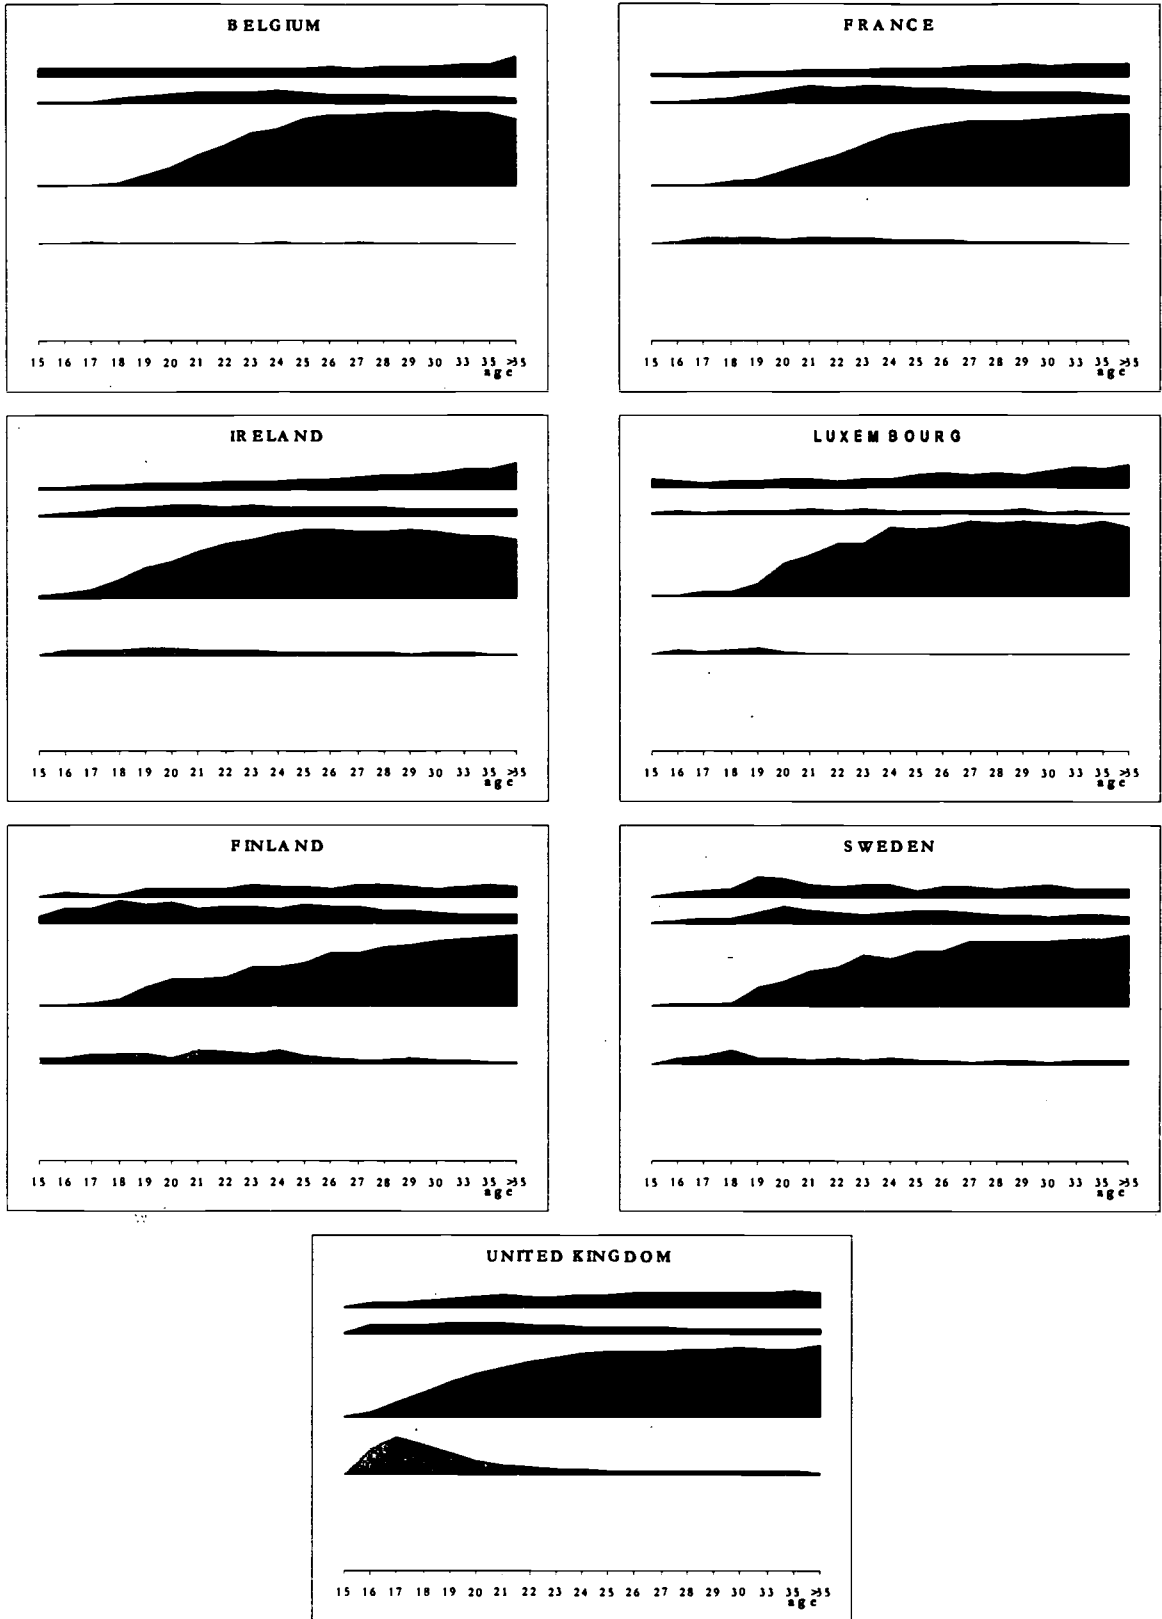 BELGIUM
15 16 17 18 19 20 21 22 23 24 25 26 27 28 29 30 33 35 >35
age
FRANCE
15 16 17 18 19 20 21 22 23 24 25 26 27 28 29 30 33 35 >35
age
IRELAND
15 16 17 18 19 20 21 22 23 24 25 26 27 28 29 30 33 35 >35
age
LUXEMBOURG
15 16 17 18 19 20 21 22 23 24 25 26 27 28 29 30 33 35 >35
age
FINLAND
15 16 17 18 19 20 21 22 23 24 25 26 27 28 29 30 33 35 >35
age
SWEDEN
15 16 17 18 19 20 21 22 23 24 25 26 27 28 29 30 33 35 >35
age
UNITED KINGDOM
15 16 17 18 19 20 21 22 23 24 25 26 27 28 29 30 33 35 >35
age